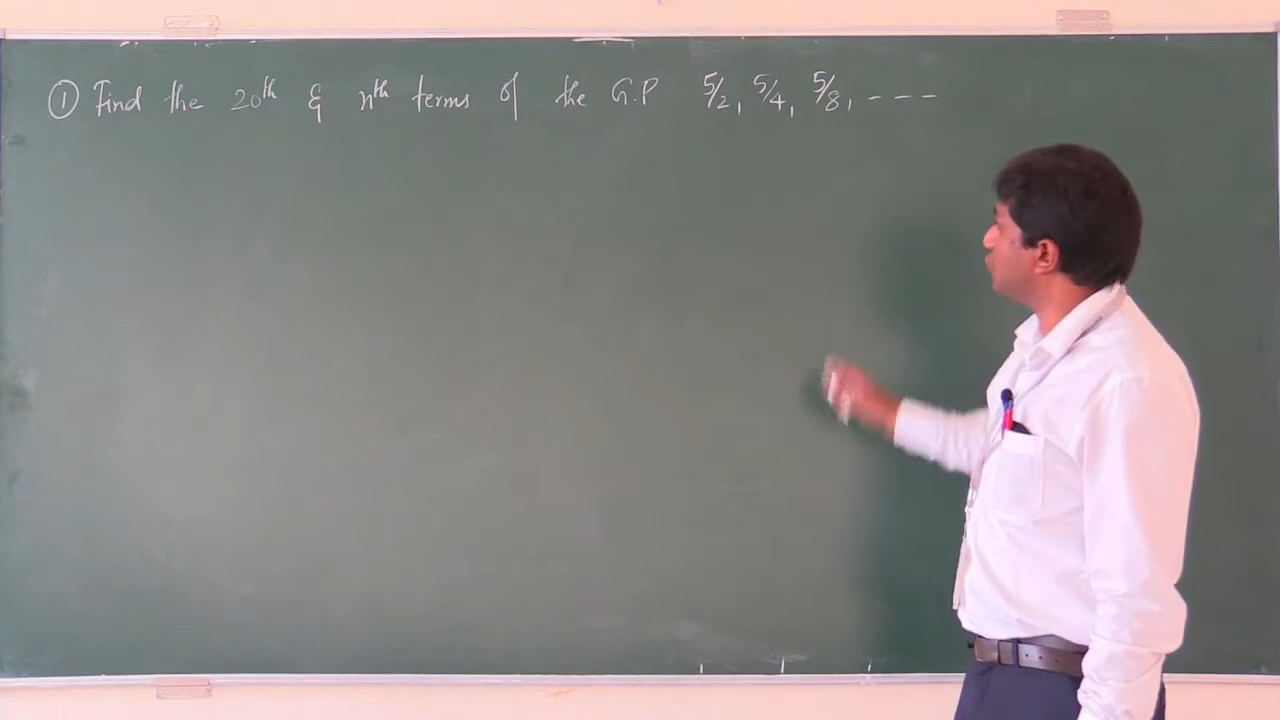 ① Find the 20th & nth terms of the G.P 5/2, 5/4, 5/8, - - -